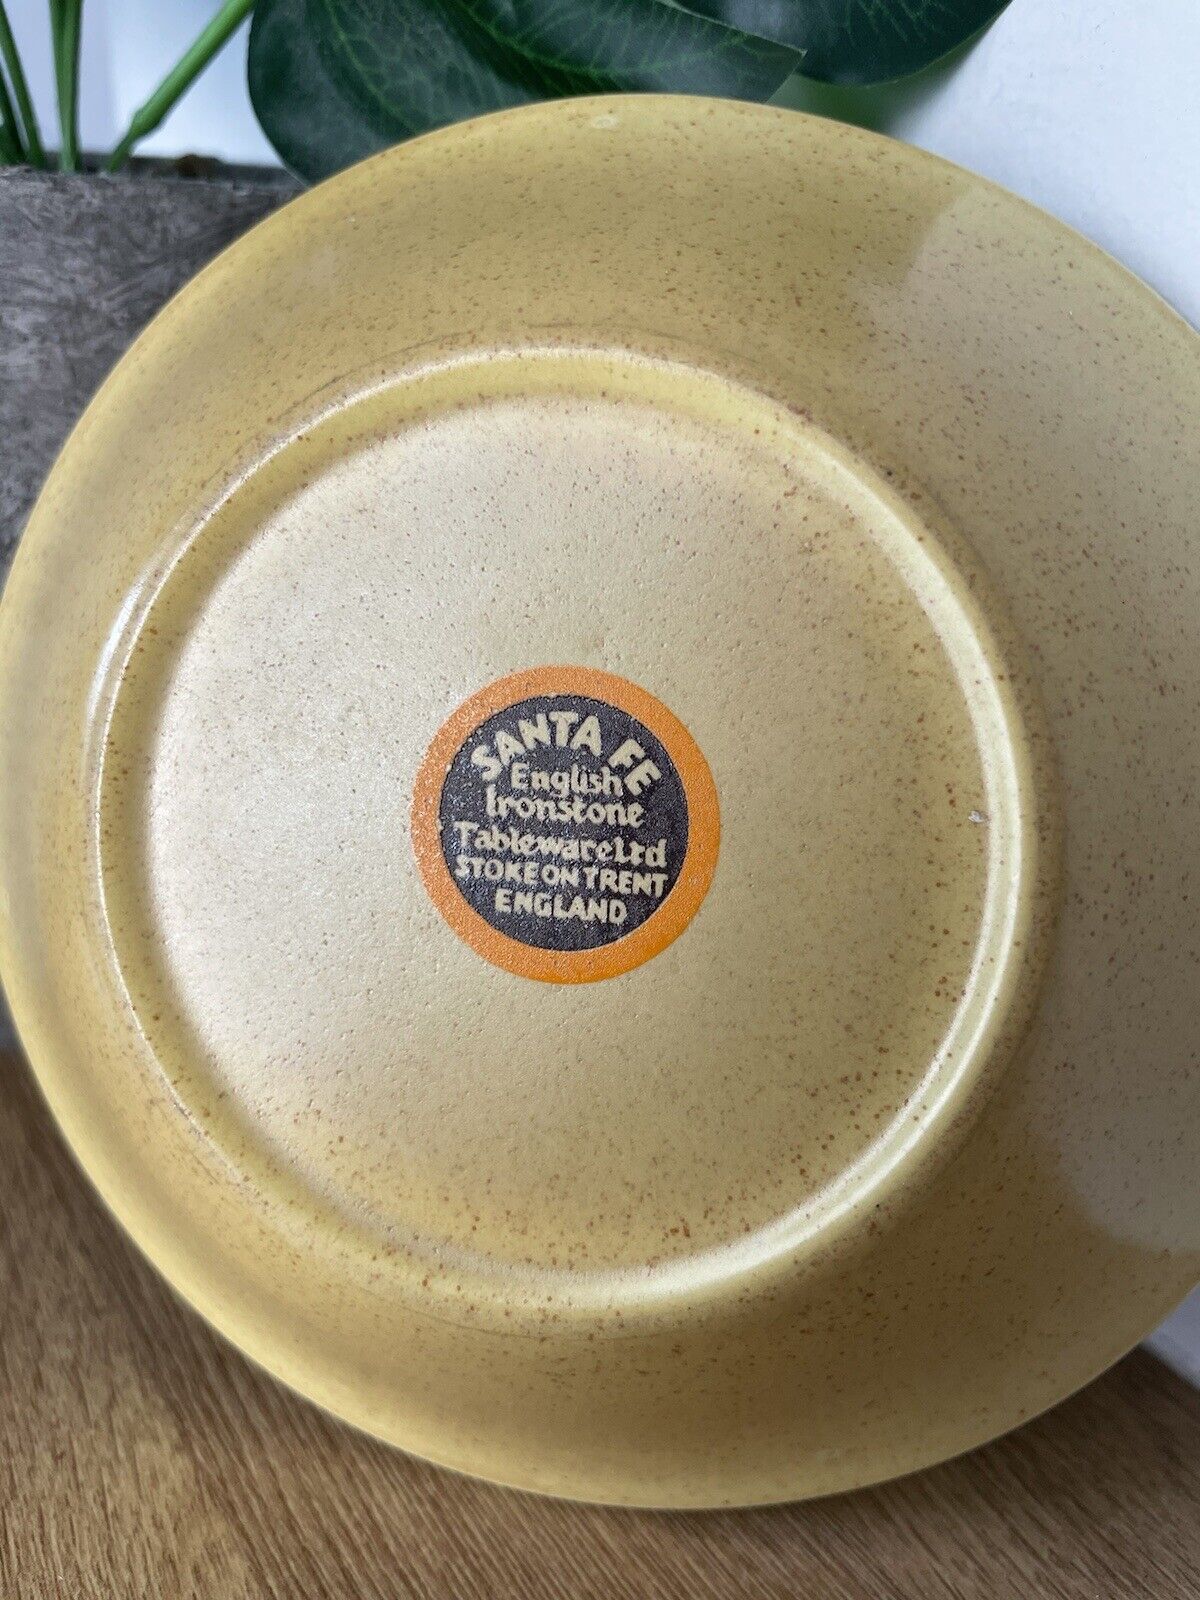 SANTA FE
English
Ironstone
Tableware Ltd
STOKE ON TRENT
ENGLAND